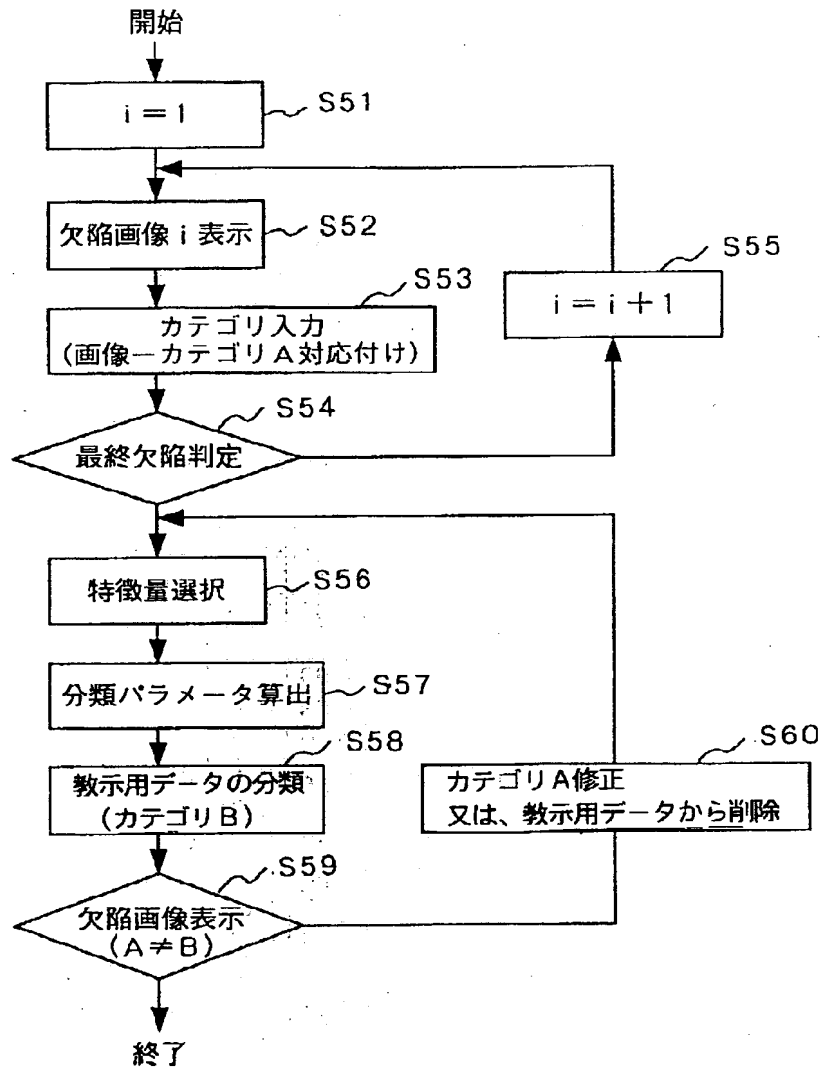 開始
i=1
S51
欠陥画像i表示
S52
カテゴリ入力
(画像ーカテゴリA対応付け)
S53
最終欠陥判定
S54
i=i+1
S55
特徴量選択
S56
分類パラメータ算出
S57
教示用データの分類
(カテゴリB)
S58
欠陥画像表示
(A≠B)
S59
カテゴリA修正
又は、教示用データから削除
S60
終了